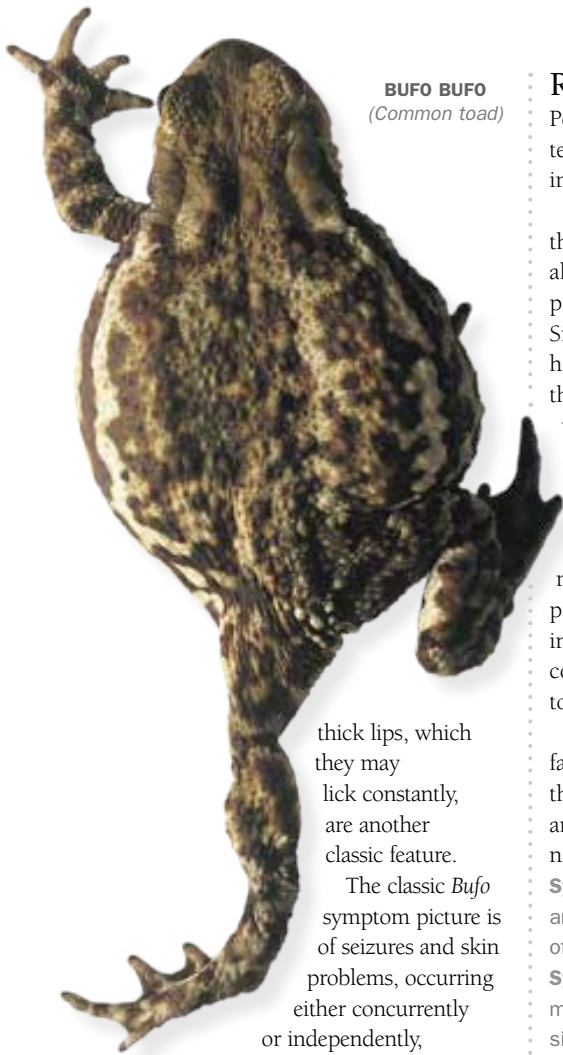 BUFO BUFO
(Common toad)
thick lips, which
they may
lick constantly,
are another
classic feature.
The classic Bufo
symptom picture is
of seizures and skin
problems, occurring
either concurrently
or independently,